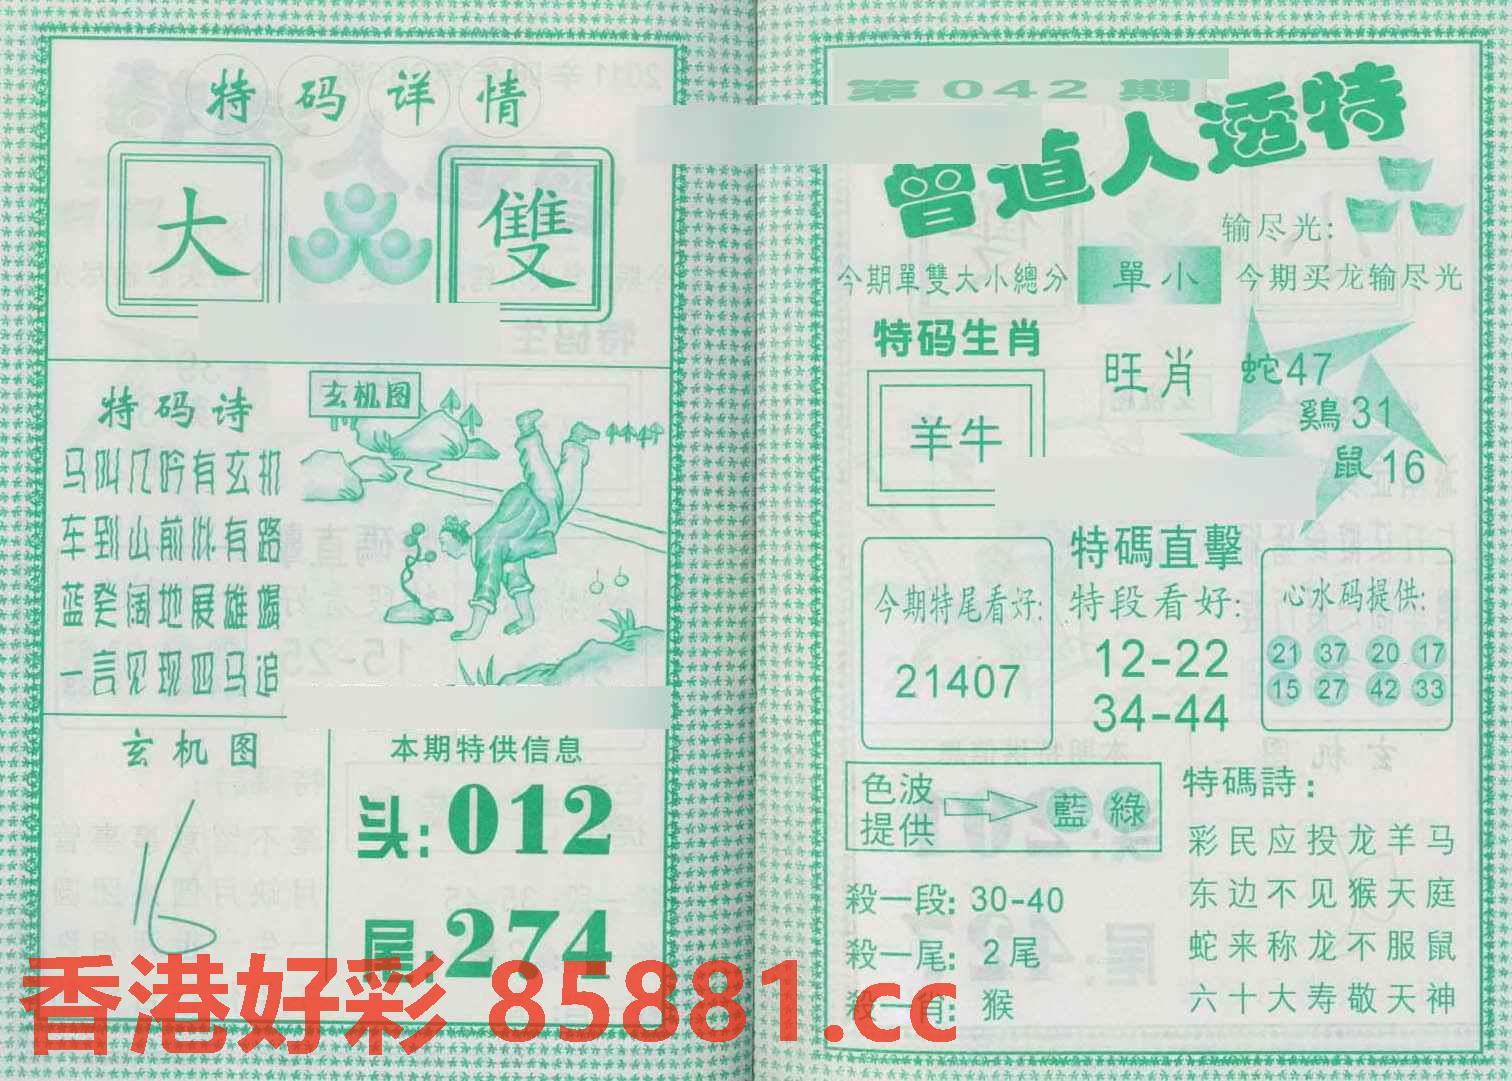 特码详情
大 雙
特码诗
马叫几吟有玄机
车到山前必有路
蓝癸阔地展雄
一言见现四马追
玄机图
玄机图
16
本期特供信息
头:012
尾:274
第042期
曾道人透特
输尽光:
今期單雙大小總分 單小 今期买龙输尽光
特码生肖
羊牛
旺肖
蛇47
鷄31
鼠16
特碼直擊
今期特尾看好:
21407
特段看好:
12-22
34-44
心水码提供:
21 37 20 17
15 27 42 33
色波提供 藍 綠
殺一段: 30-40
殺一尾: 2尾
殺一肖: 猴
特碼詩:
彩民应投龙羊马
东边不见猴天庭
蛇来称龙不服鼠
六十大寿敬天神
香港好彩 85881.cc